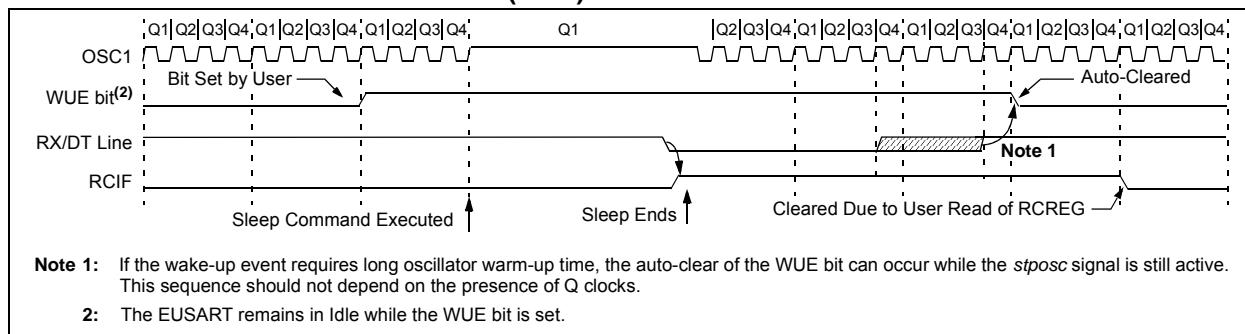 Q1 Q2 Q3 Q4 Q1 Q2 Q3 Q4 Q1 Q2 Q3 Q4 Q1 Q2 Q3 Q4 Q1 Q2 Q3 Q4 Q1 Q2 Q3 Q4 Q1 Q2 Q3 Q4 Q1 Q2 Q3 Q4
OSC1
Bit Set by User
Auto-Cleared
WUE bit(2)
RX/DT Line
Note 1
RCIF
Sleep Command Executed
Sleep Ends
Cleared Due to User Read of RCREG
Note 1: If the wake-up event requires long oscillator warm-up time, the auto-clear of the WUE bit can occur while the stposc signal is still active.
This sequence should not depend on the presence of Q clocks.
2: The EUSART remains in Idle while the WUE bit is set.